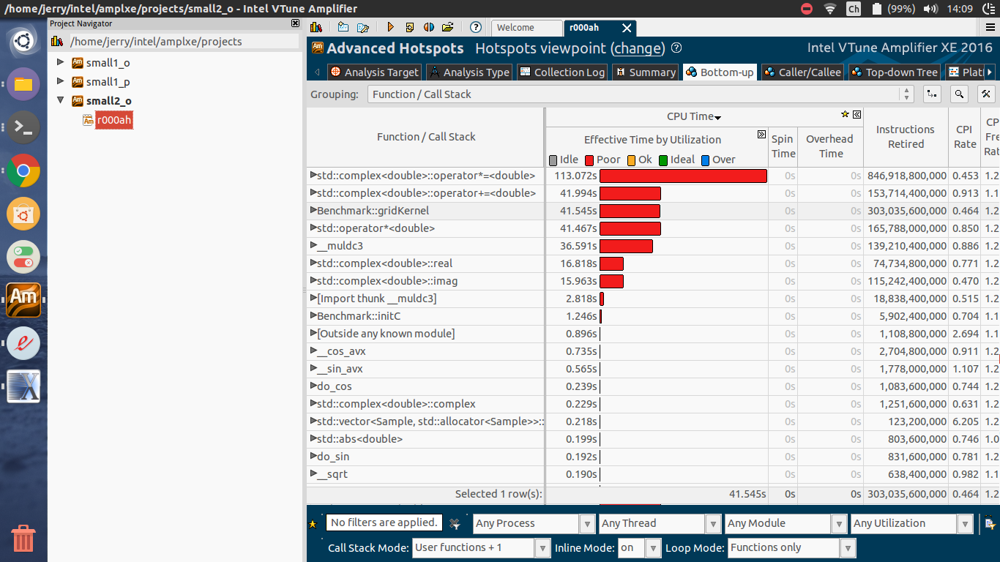 /home/jerry/intel/amplxe/projects/small2_o - Intel VTune Amplifier
Ch (99%) 14:09
Project Navigator
/home/jerry/intel/amplxe/projects
small1_o
small1_p
small2_o
r000ah
Welcome r000ah
Advanced Hotspots Hotspots viewpoint (change) Intel VTune Amplifier XE 2016
Analysis Target Analysis Type Collection Log Summary Bottom-up Caller/Callee Top-down Tree Platf
Grouping: Function / Call Stack
Function / Call Stack
CPU Time
Effective Time by Utilization
Idle Poor Ok Ideal Over
Spin Time
Overhead Time
Instructions Retired
CPI Rate
std::complex<double>::operator*=<double> 113.072s 0s 0s 846,918,800,000 0.453 1.2
std::complex<double>::operator+=<double> 41.994s 0s 0s 153,714,400,000 0.913 1.1
Benchmark::gridKernel 41.545s 0s 0s 303,035,600,000 0.464 1.2
std::operator*<double> 41.467s 0s 0s 165,788,000,000 0.850 1.2
__muldc3 36.591s 0s 0s 139,210,400,000 0.886 1.2
std::complex<double>::real 16.818s 0s 0s 74,734,800,000 0.771 1.2
std::complex<double>::imag 15.963s 0s 0s 115,242,400,000 0.470 1.2
[Import thunk __muldc3] 2.818s 0s 0s 18,838,400,000 0.515 1.2
Benchmark::initC 1.246s 0s 0s 5,902,400,000 0.704 1.1
[Outside any known module] 0.896s 0s 0s 1,108,800,000 2.694 1.1
__cos_avx 0.735s 0s 0s 2,704,800,000 0.911 1.2
__sin_avx 0.565s 0s 0s 1,778,000,000 1.107 1.2
do_cos 0.239s 0s 0s 1,083,600,000 0.744 1.2
std::complex<double>::complex 0.229s 0s 0s 1,251,600,000 0.631 1.2
std::vector<Sample, std::allocator<Sample>>:: 0.218s 0s 0s 123,200,000 6.205 1.2
std::abs<double> 0.199s 0s 0s 803,600,000 0.746 1.0
do_sin 0.192s 0s 0s 831,600,000 0.781 1.2
__sqrt 0.190s 0s 0s 638,400,000 0.982 1.1
Selected 1 row(s): 41.545s 0s 0s 303,035,600,000 0.464 1.2
No filters are applied. Any Process Any Thread Any Module Any Utilization
Call Stack Mode: User functions + 1 Inline Mode: on Loop Mode: Functions only